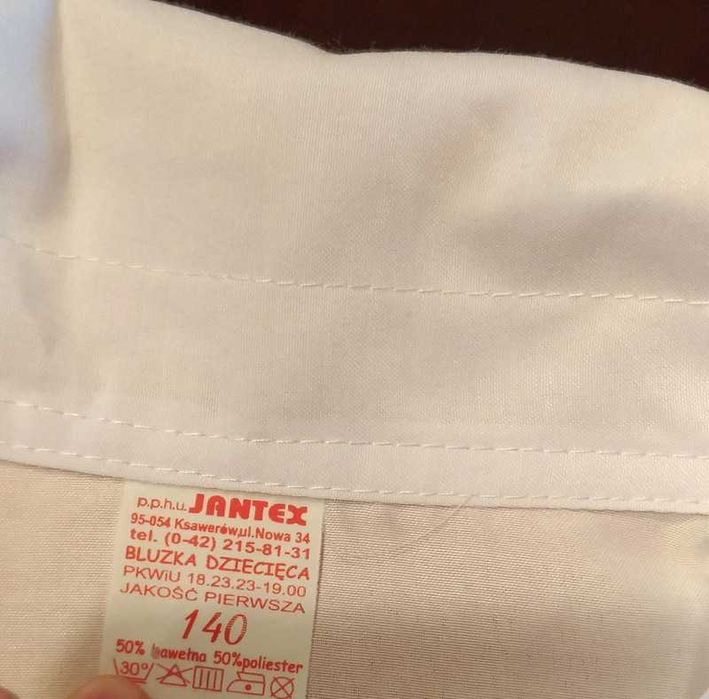 p.p.h.u. JANTEX
95-054 Ksawerów,ul.Nowa 34
tel. (0-42) 215-81-31
BLUZKA DZIECIĘCA
PKWiU 18.23.23-19.00
JAKOŚĆ PIERWSZA
140
50% bawełna 50%poliester
30°